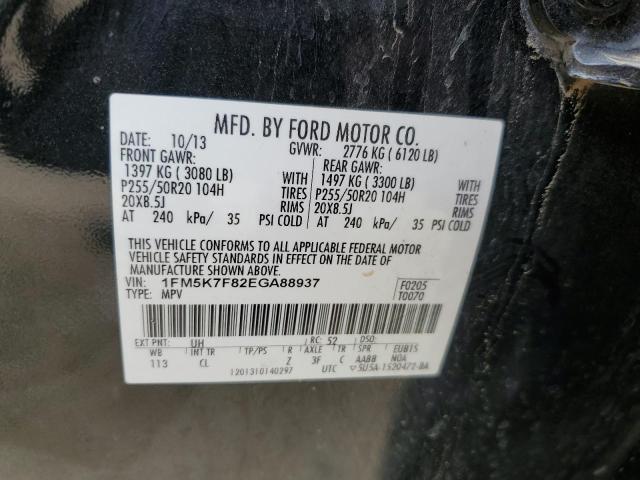 MFD. BY FORD MOTOR CO.
DATE: 10/13 GVWR: 2776 KG ( 6120 LB)
FRONT GAWR: REAR GAWR:
1397 KG ( 3080 LB) WITH 1497 KG ( 3300 LB) WITH
P255/50R20 104H TIRES P255/50R20 104H TIRES
20X8.5J RIMS 20X8.5J RIMS
AT 240 kPa/ 35 PSI COLD AT 240 kPa/ 35 PSI COLD
THIS VEHICLE CONFORMS TO ALL APPLICABLE FEDERAL MOTOR
VEHICLE SAFETY AND BUMPER STANDARDS IN EFFECT ON THE DATE OF
MANUFACTURE SHOWN ABOVE.
VIN: 1FM5K7F82EGA88937 F0205
TYPE: MPV T0070
EXT PNT: UH RC: 52 DSO:
WB INT TR TP/PS R AXLE TR SPR EUBIS
113 CL Z 3F C AABB NOA
1201310140297 UTC ▽5U5A-1520472-BA